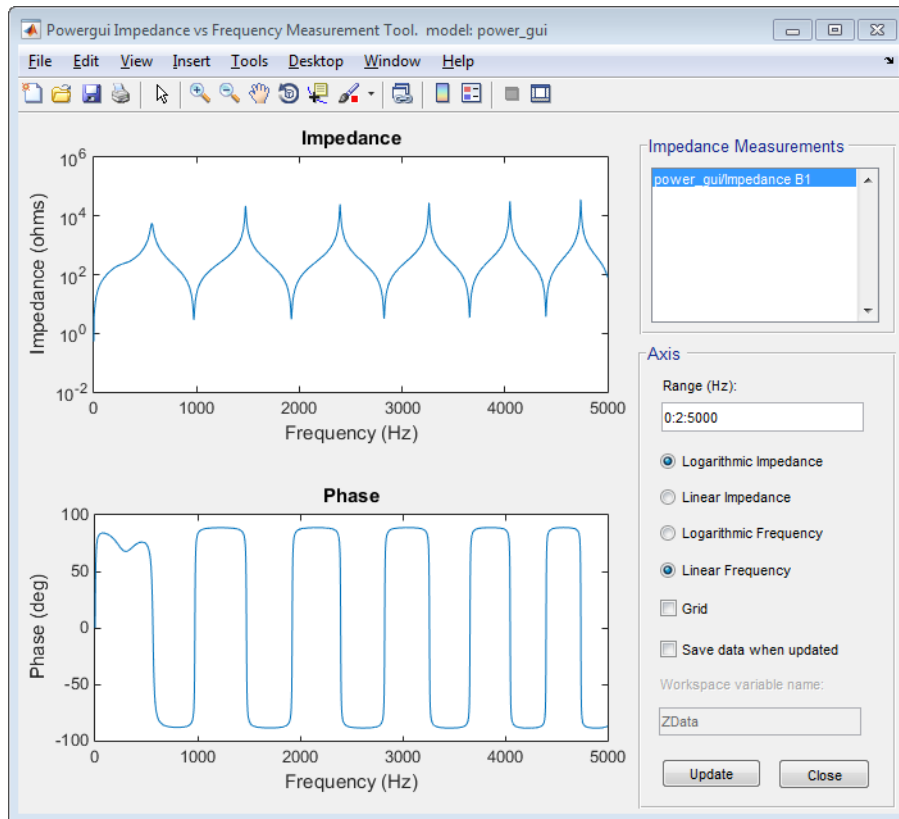 Powergui Impedance vs Frequency Measurement Tool. model: power_gui
File Edit View Insert Tools Desktop Window Help
Impedance
10^6
10^4
10^2
10^0
10^-2
Impedance (ohms)
0 1000 2000 3000 4000 5000
Frequency (Hz)
Phase
100
50
0
-50
-100
Phase (deg)
0 1000 2000 3000 4000 5000
Frequency (Hz)
Impedance Measurements
power_gui/Impedance B1
Axis
Range (Hz):
0:2:5000
Logarithmic Impedance
Linear Impedance
Logarithmic Frequency
Linear Frequency
Grid
Save data when updated
Workspace variable name:
ZData
Update Close